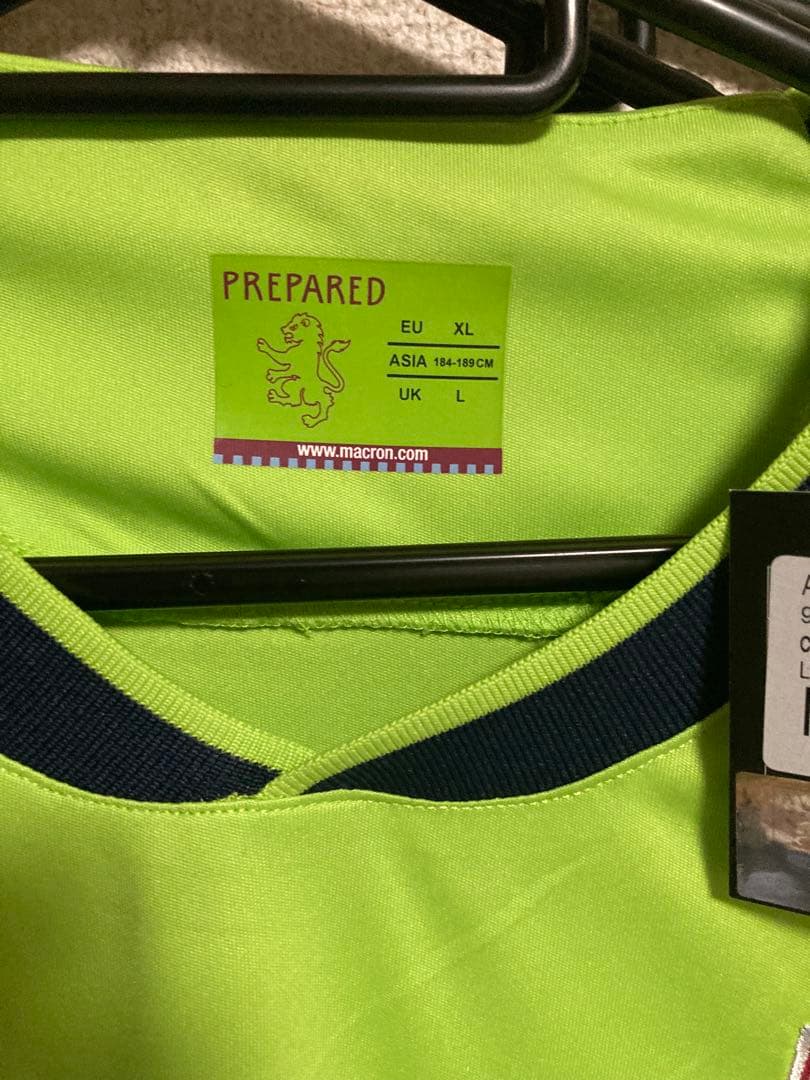 PREPARED
EU XL
ASIA 184-189CM
UK L
www.macron.com